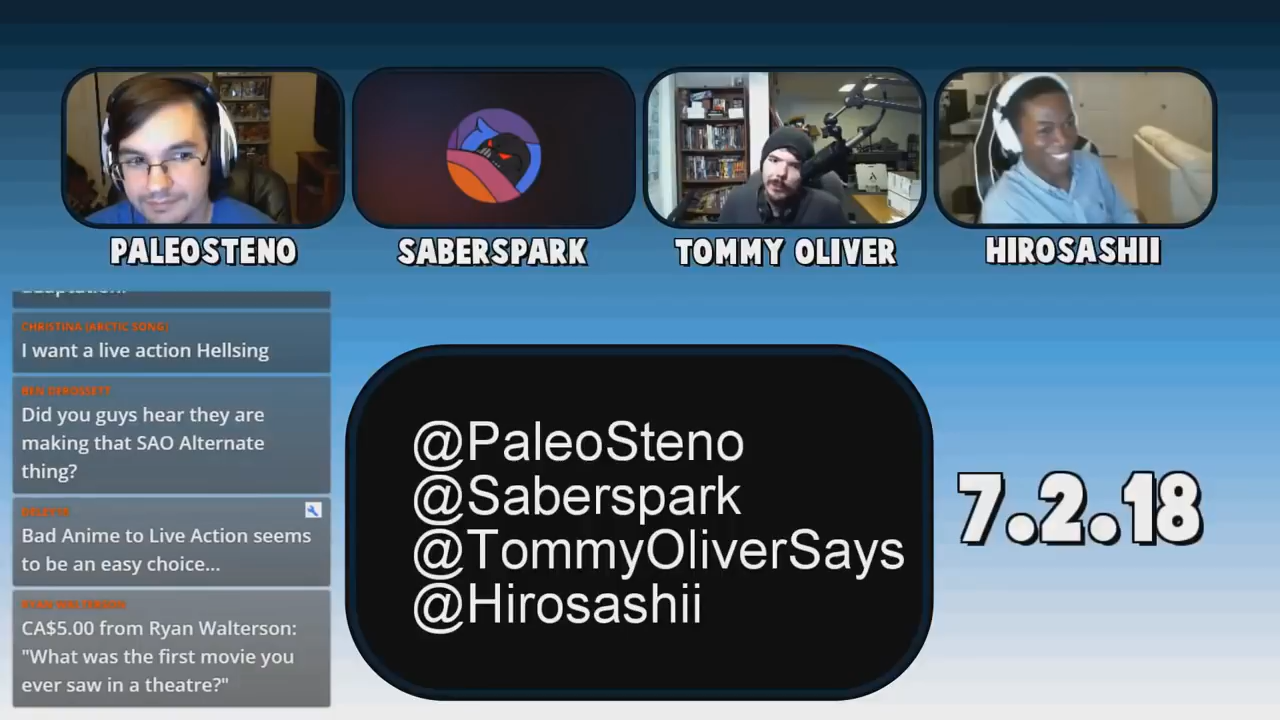 PALEOSTENO
SABERSPARK
TOMMY OLIVER
HIROSASHII
CHRISTINA (ARCTIC SONG)
I want a live action Hellsing
BEN DEROSSETT
Did you guys hear they are
making that SAO Alternate
thing?
Bad Anime to Live Action seems
to be an easy choice...
RYAN WALTERSON
CA$5.00 from Ryan Walterson:
"What was the first movie you
ever saw in a theatre?"
@PaleoSteno
@Saberspark
@TommyOliverSays
@Hirosashii
7.2.18